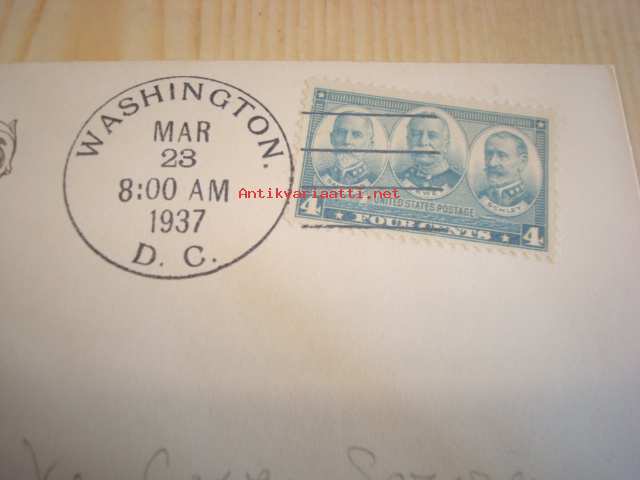 WASHINGTON.
MAR
23
8:00 AM
1937
D. C.
Antikvariaatti.net
SCHLEY
UNITED STATES POSTAGE
4 FOUR CENTS 4